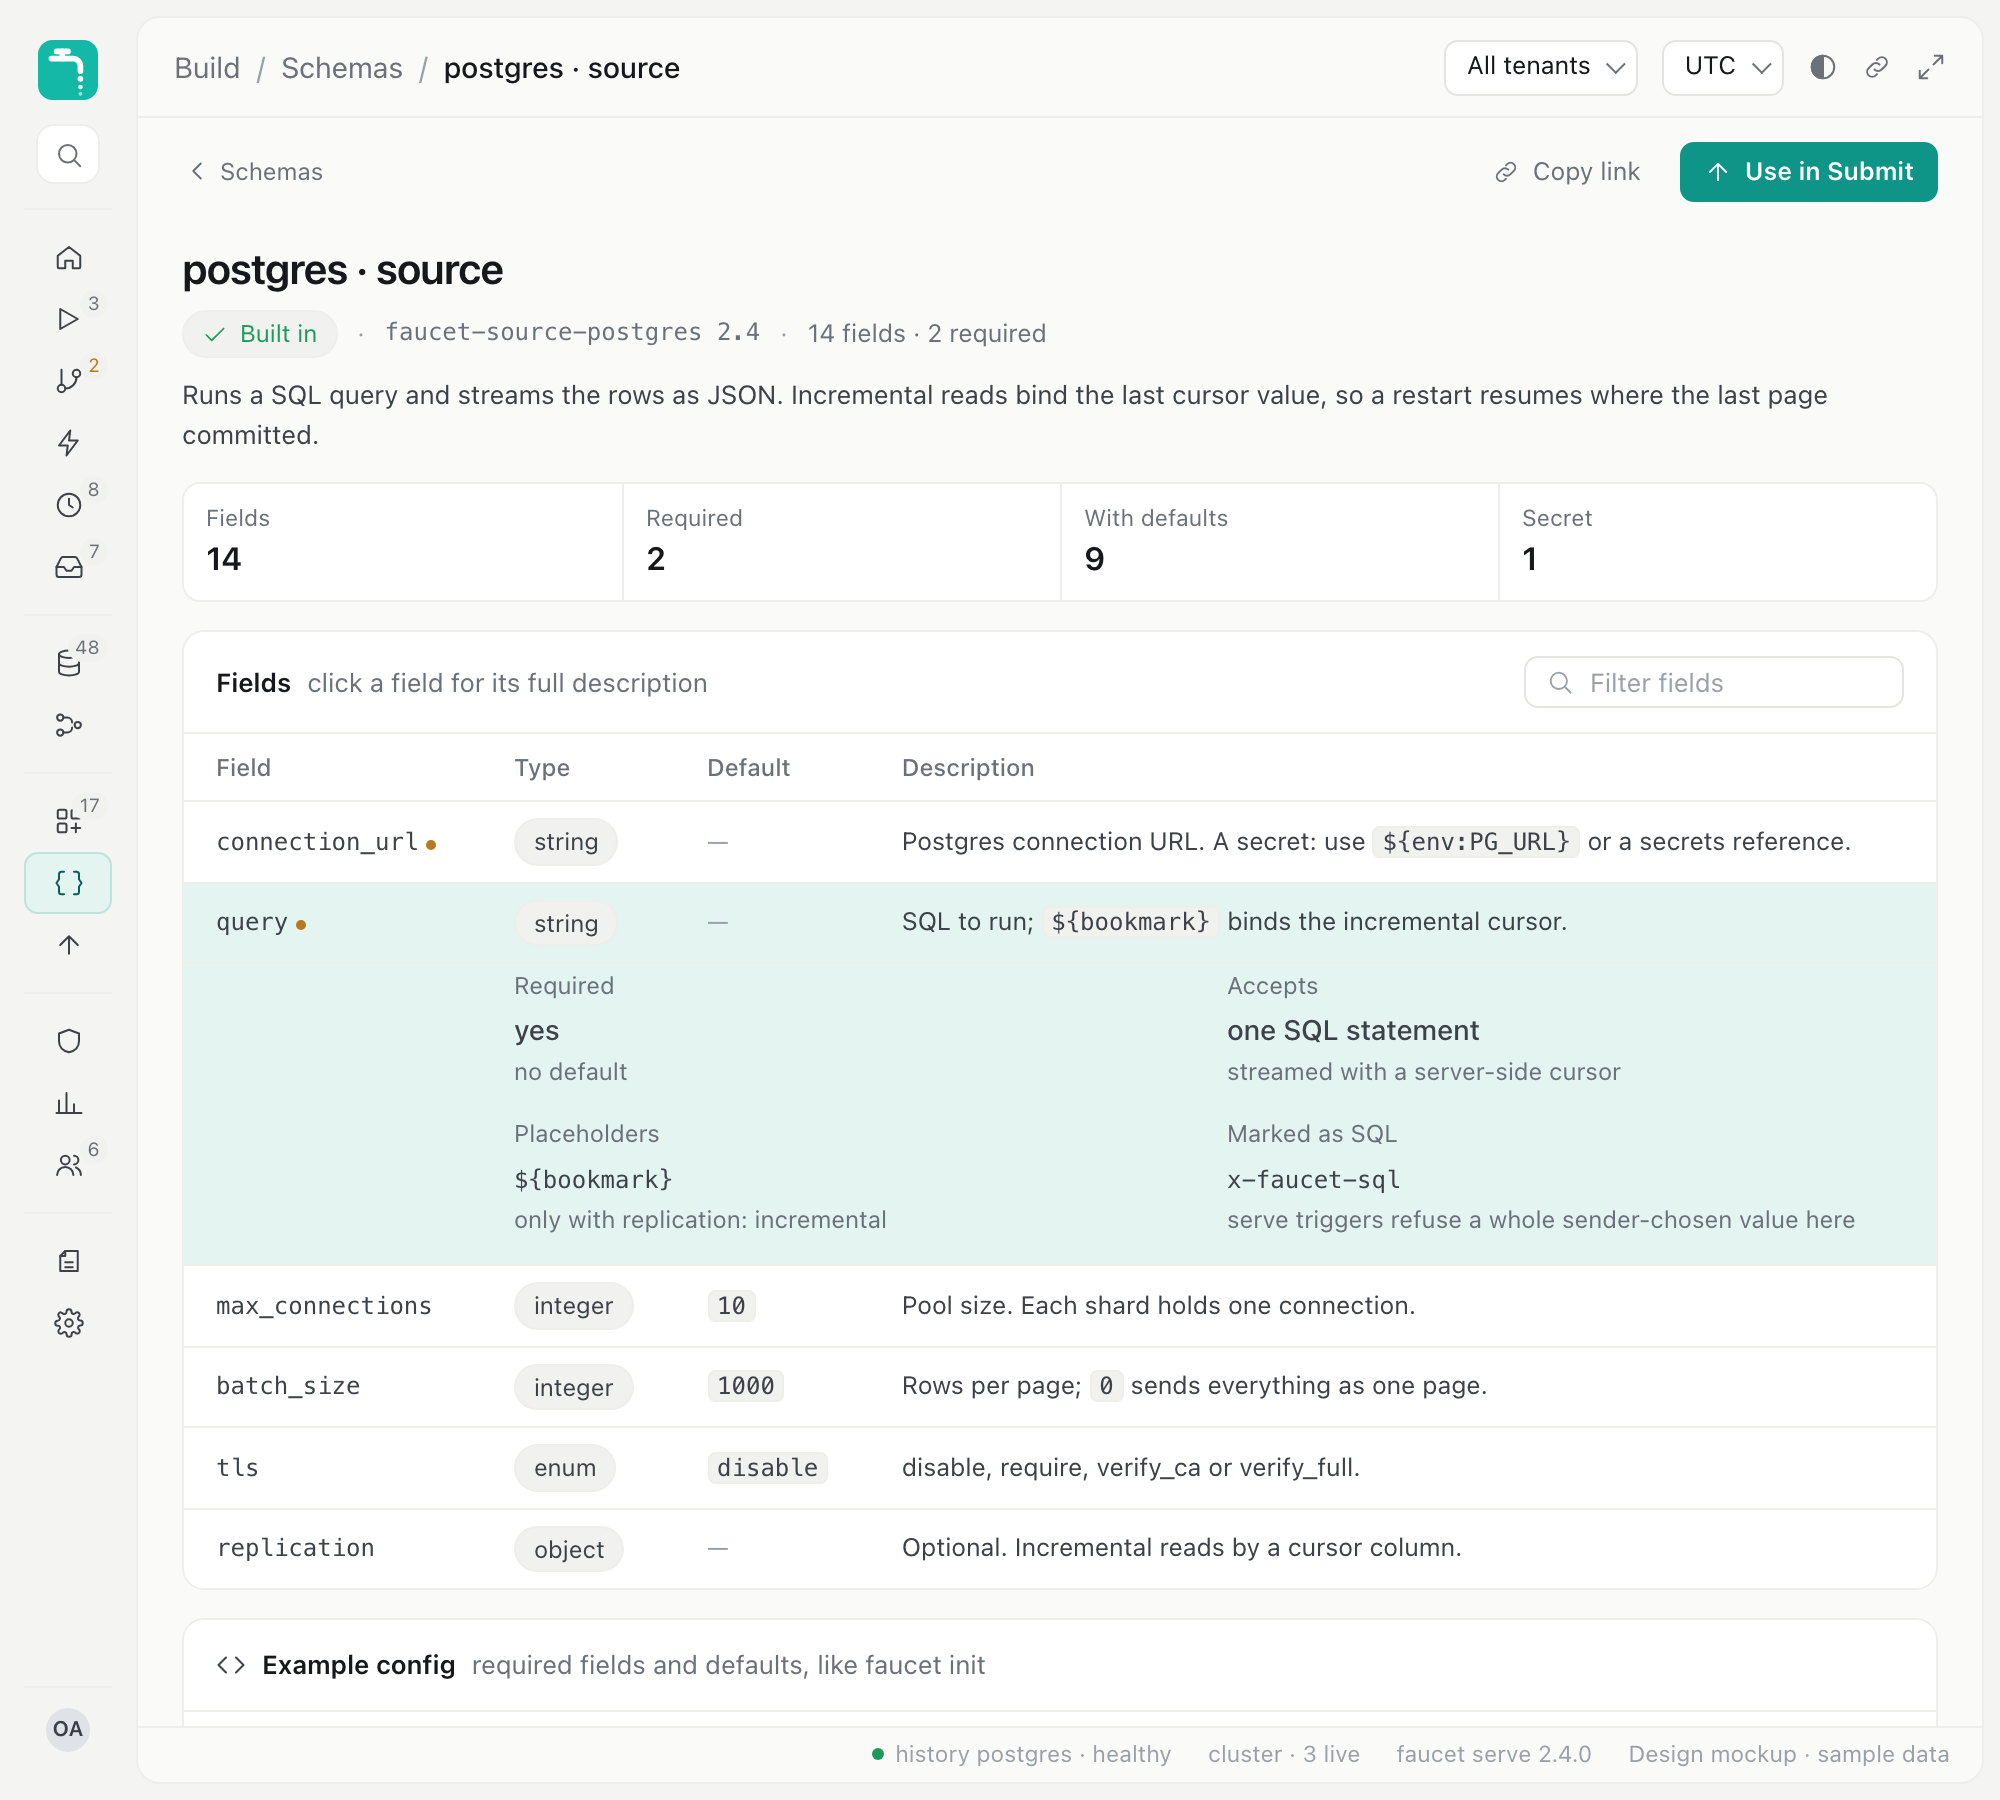 Build / Schemas / postgres · source
All tenants
UTC
Schemas
Copy link
Use in Submit
3
2
8
7
48
17
6
OA
postgres · source
Built in · faucet-source-postgres 2.4 · 14 fields · 2 required
Runs a SQL query and streams the rows as JSON. Incremental reads bind the last cursor value, so a restart resumes where the last page
committed.
Fields
14
Required
2
With defaults
9
Secret
1
Fields click a field for its full description
Filter fields
Field Type Default Description
connection_url string — Postgres connection URL. A secret: use ${env:PG_URL} or a secrets reference.
query string — SQL to run; ${bookmark} binds the incremental cursor.
Required
yes
no default
Accepts
one SQL statement
streamed with a server-side cursor
Placeholders
${bookmark}
only with replication: incremental
Marked as SQL
x-faucet-sql
serve triggers refuse a whole sender-chosen value here
max_connections integer 10 Pool size. Each shard holds one connection.
batch_size integer 1000 Rows per page; 0 sends everything as one page.
tls enum disable disable, require, verify_ca or verify_full.
replication object — Optional. Incremental reads by a cursor column.
Example config required fields and defaults, like faucet init
history postgres · healthy
cluster · 3 live
faucet serve 2.4.0
Design mockup · sample data